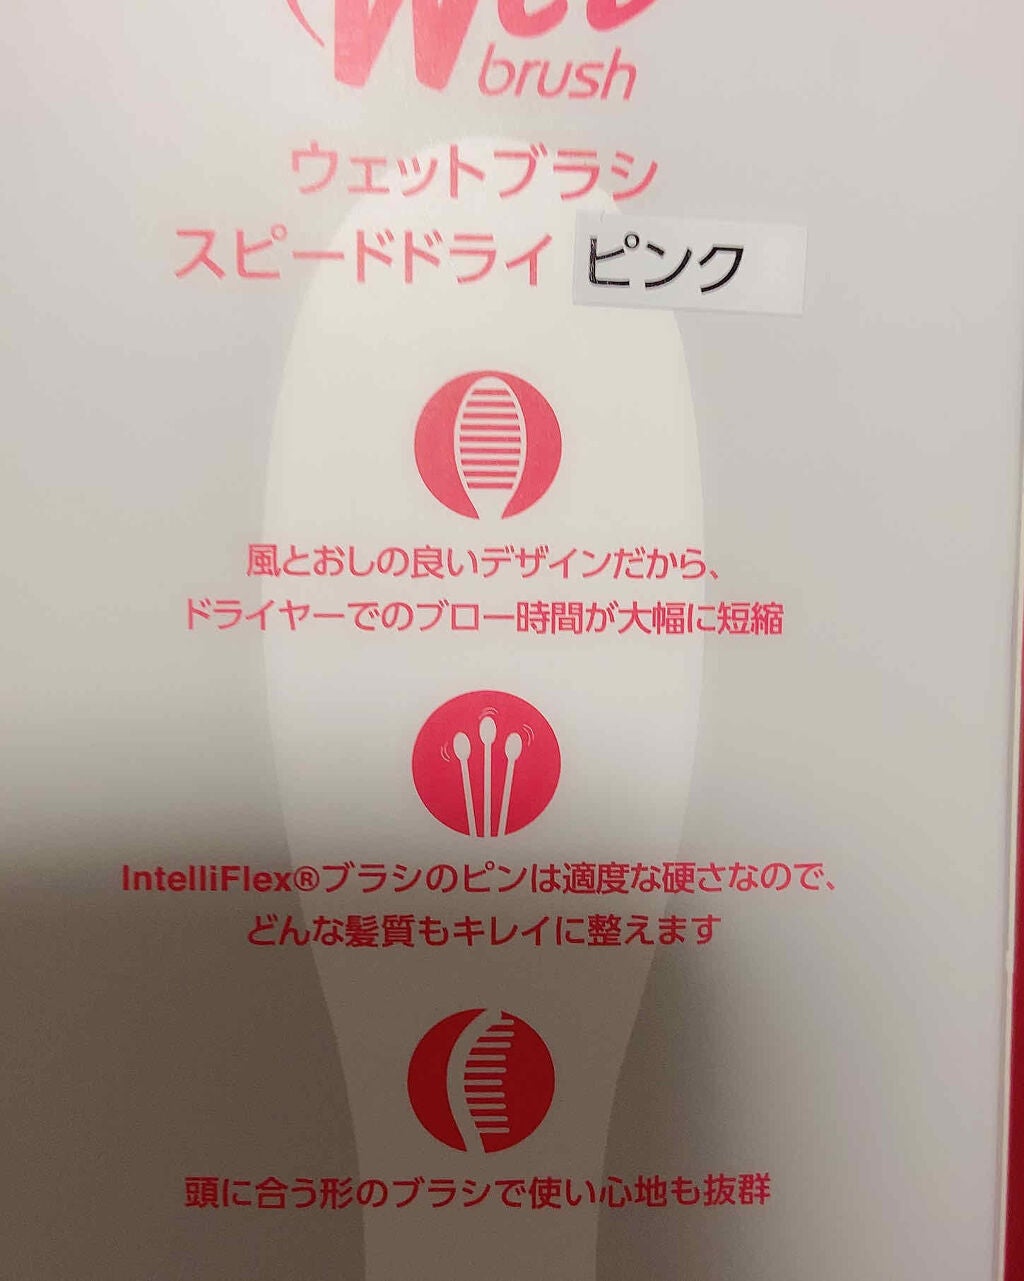 Wet
brush
ウェットブラシ
スピードドライ ピンク
風とおしの良いデザインだから、
ドライヤーでのブロー時間が大幅に短縮
IntelliFlex®ブラシのピンは適度な硬さなので、
どんな髪質もキレイに整えます
頭に合う形のブラシで使い心地も抜群